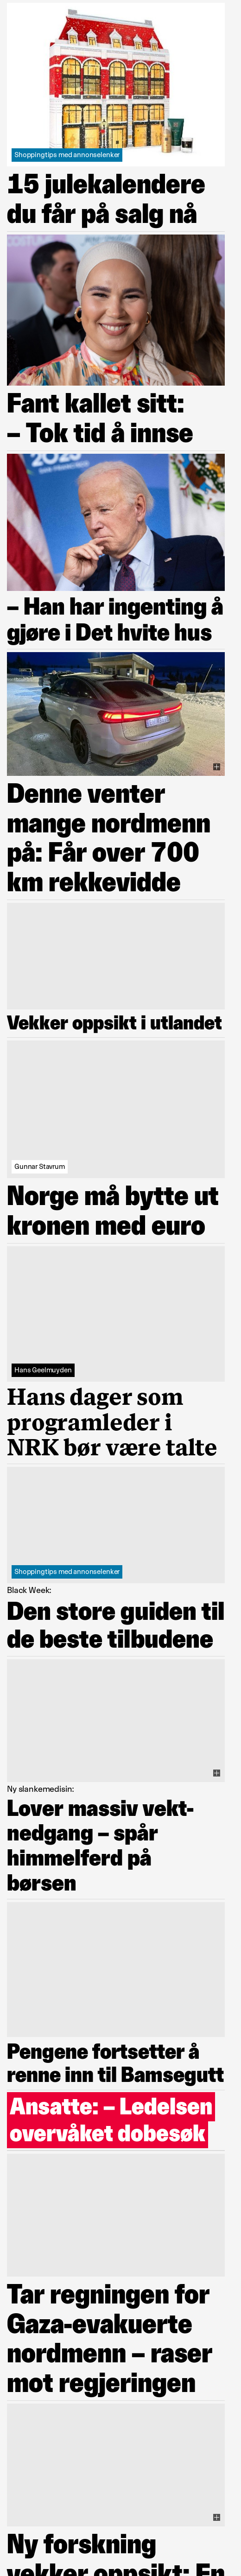 Shoppingtips med annonselenker
15 julekalendere
du får på salg nå
Fant kallet sitt:
– Tok tid å innse
– Han har ingenting å
gjøre i Det hvite hus
Denne venter
mange nordmenn
på: Får over 700
km rekkevidde
Vekker oppsikt i utlandet
Gunnar Stavrum
Norge må bytte ut
kronen med euro
Hans Geelmuyden
Hans dager som
programleder i
NRK bør være talte
Shoppingtips med annonselenker
Black Week:
Den store guiden til
de beste tilbudene
Ny slankemedisin:
Lover massiv vekt-
nedgang – spår
himmelferd på
børsen
Pengene fortsetter å
renne inn til Bamsegutt
Ansatte: – Ledelsen
overvåket dobesøk
Tar regningen for
Gaza-evakuerte
nordmenn – raser
mot regjeringen
Ny forskning
vekker oppsikt: En